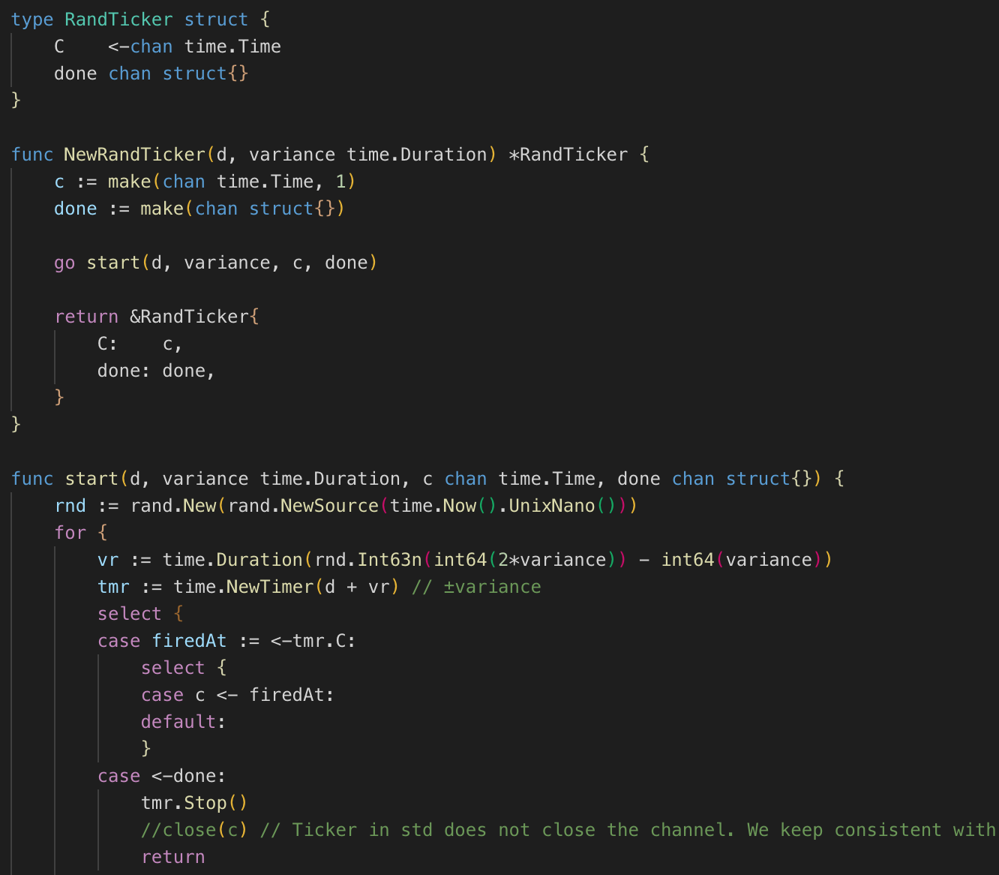 type RandTicker struct {
    C    <-chan time.Time
    done chan struct{}
}

func NewRandTicker(d, variance time.Duration) *RandTicker {
    c := make(chan time.Time, 1)
    done := make(chan struct{})

    go start(d, variance, c, done)

    return &RandTicker{
        C:    c,
        done: done,
    }
}

func start(d, variance time.Duration, c chan time.Time, done chan struct{}) {
    rnd := rand.New(rand.NewSource(time.Now().UnixNano()))
    for {
        vr := time.Duration(rnd.Int63n(int64(2*variance)) - int64(variance))
        tmr := time.NewTimer(d + vr) // ±variance
        select {
        case firedAt := <-tmr.C:
            select {
            case c <- firedAt:
            default:
            }
        case <-done:
            tmr.Stop()
            //close(c) // Ticker in std does not close the channel. We keep consistent with
            return